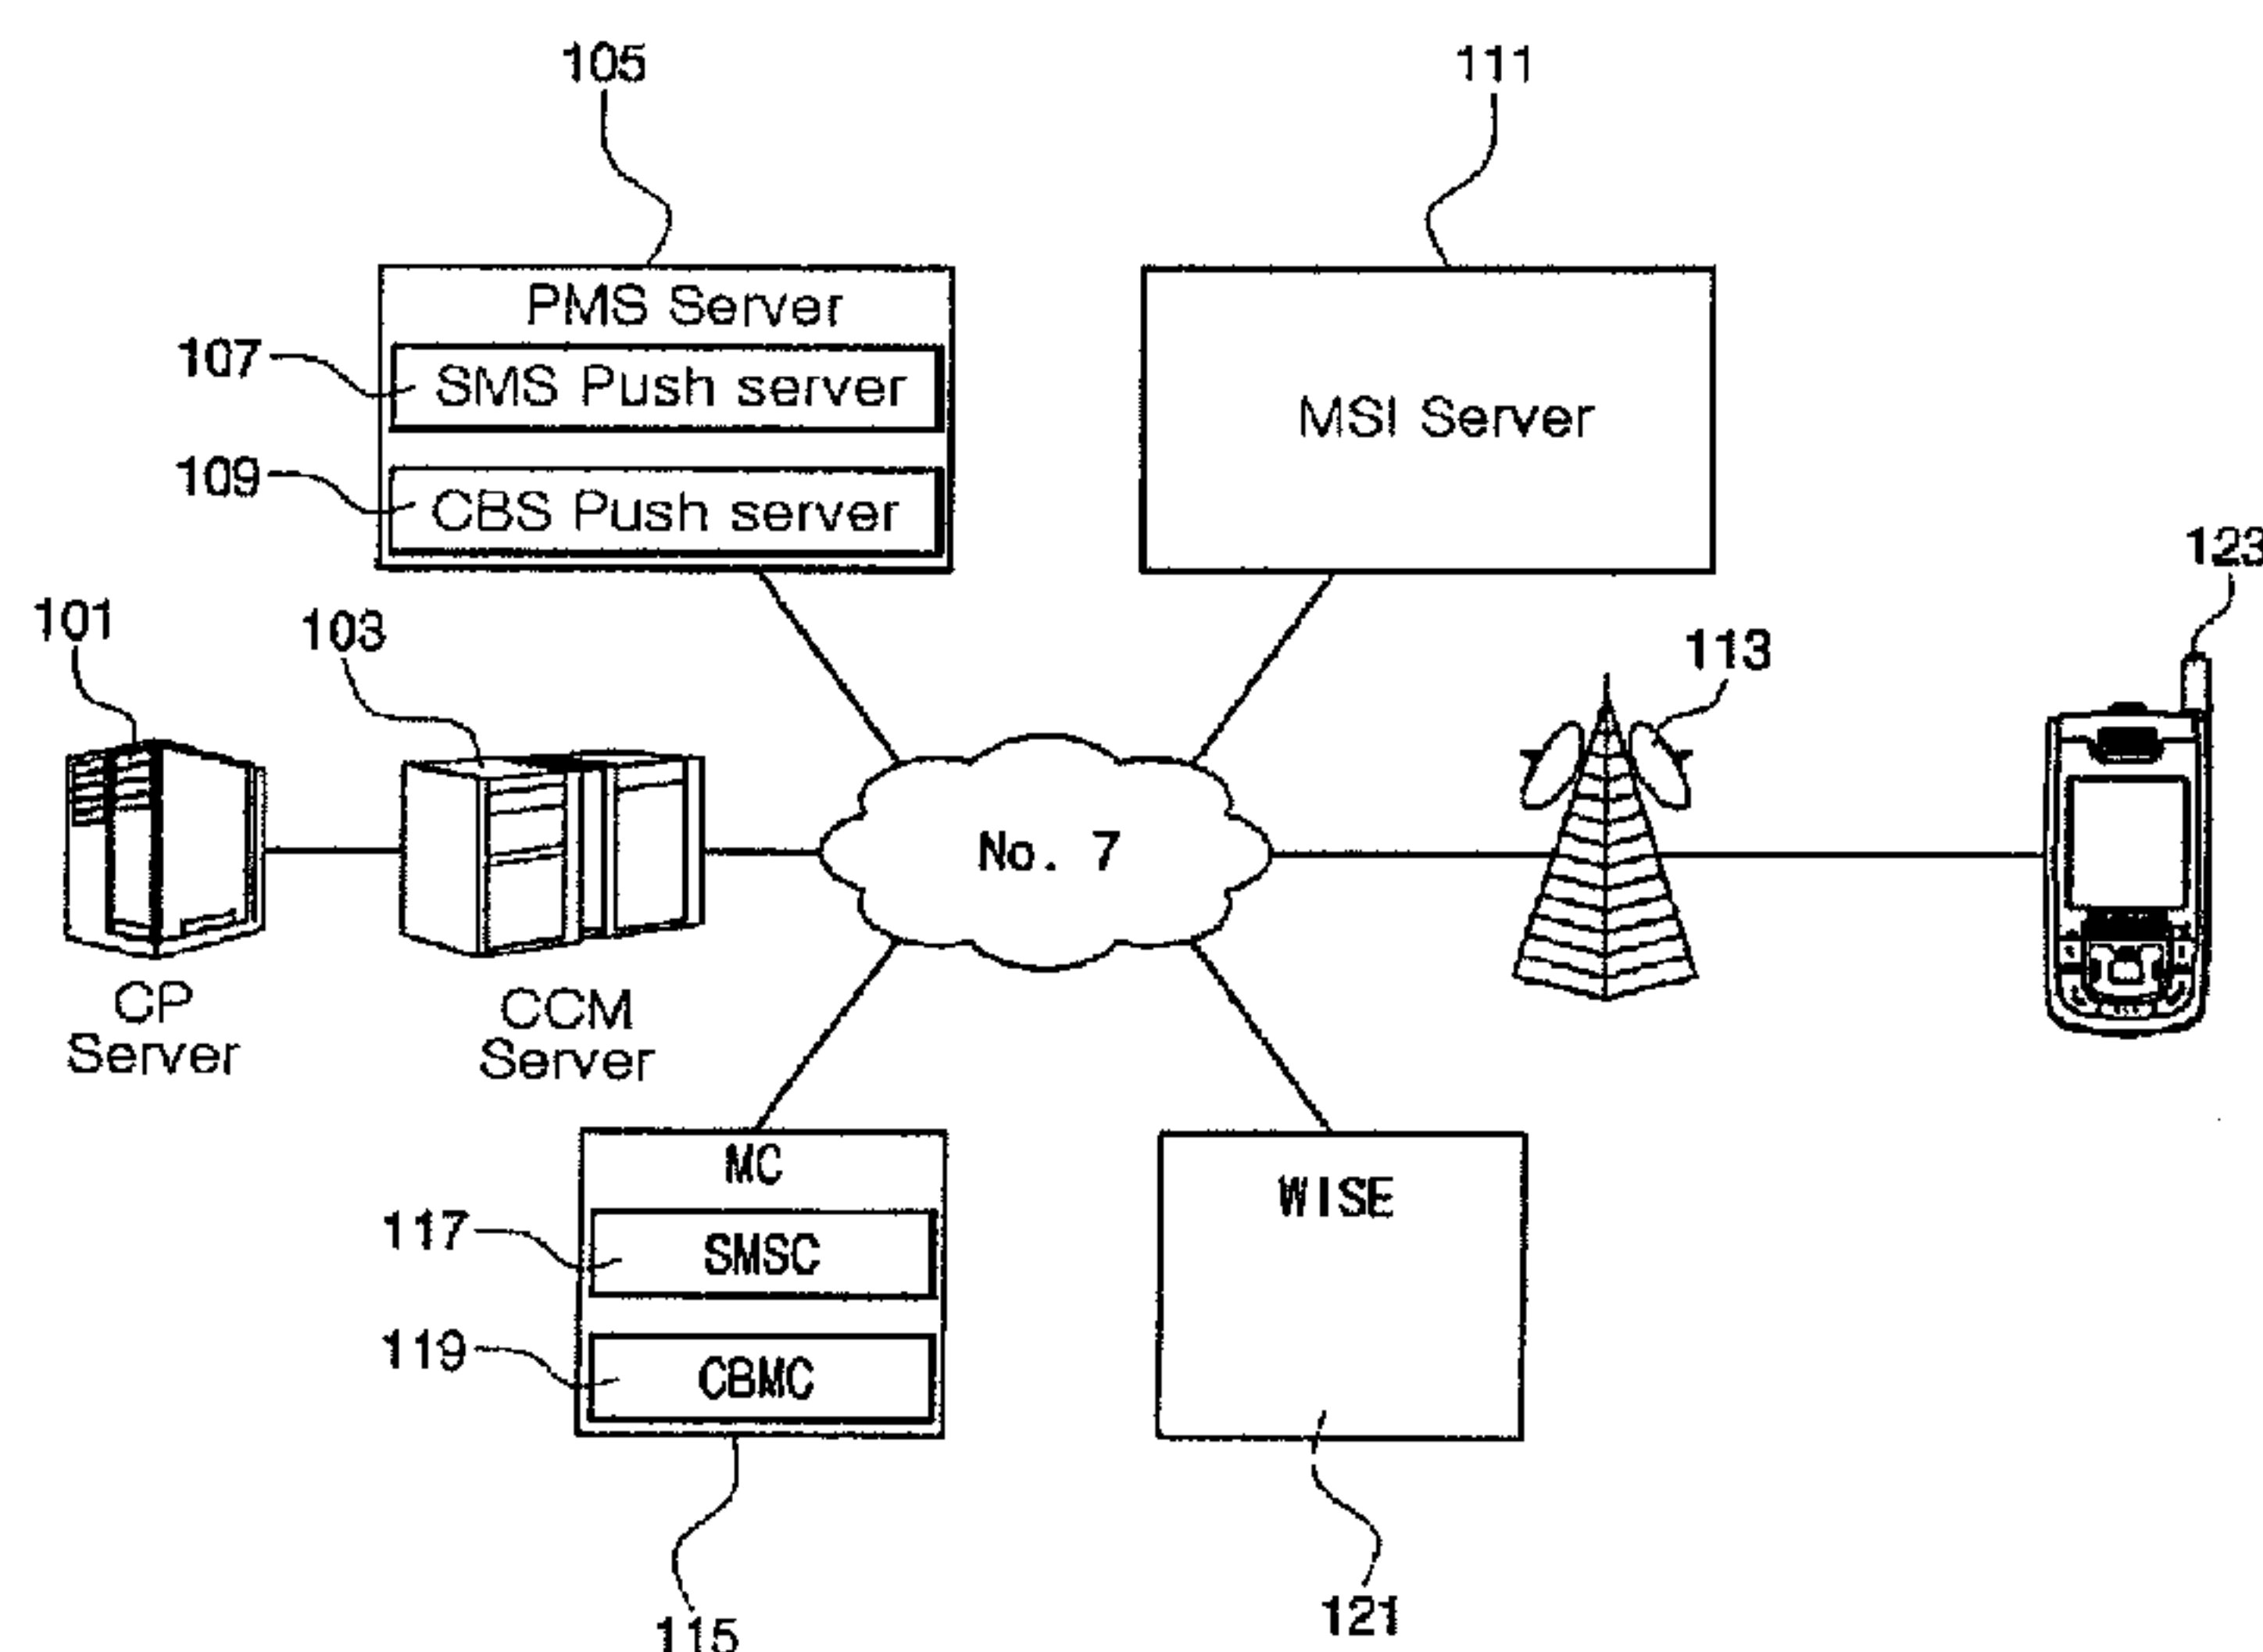 105
111
PMS Server
107
SMS Push server
MSI Server
109
CBS Push server
123
101
103
113
No. 7
CP
Server
CCM
Server
MC
WISE
117
SMSC
119
CBMC
121
115